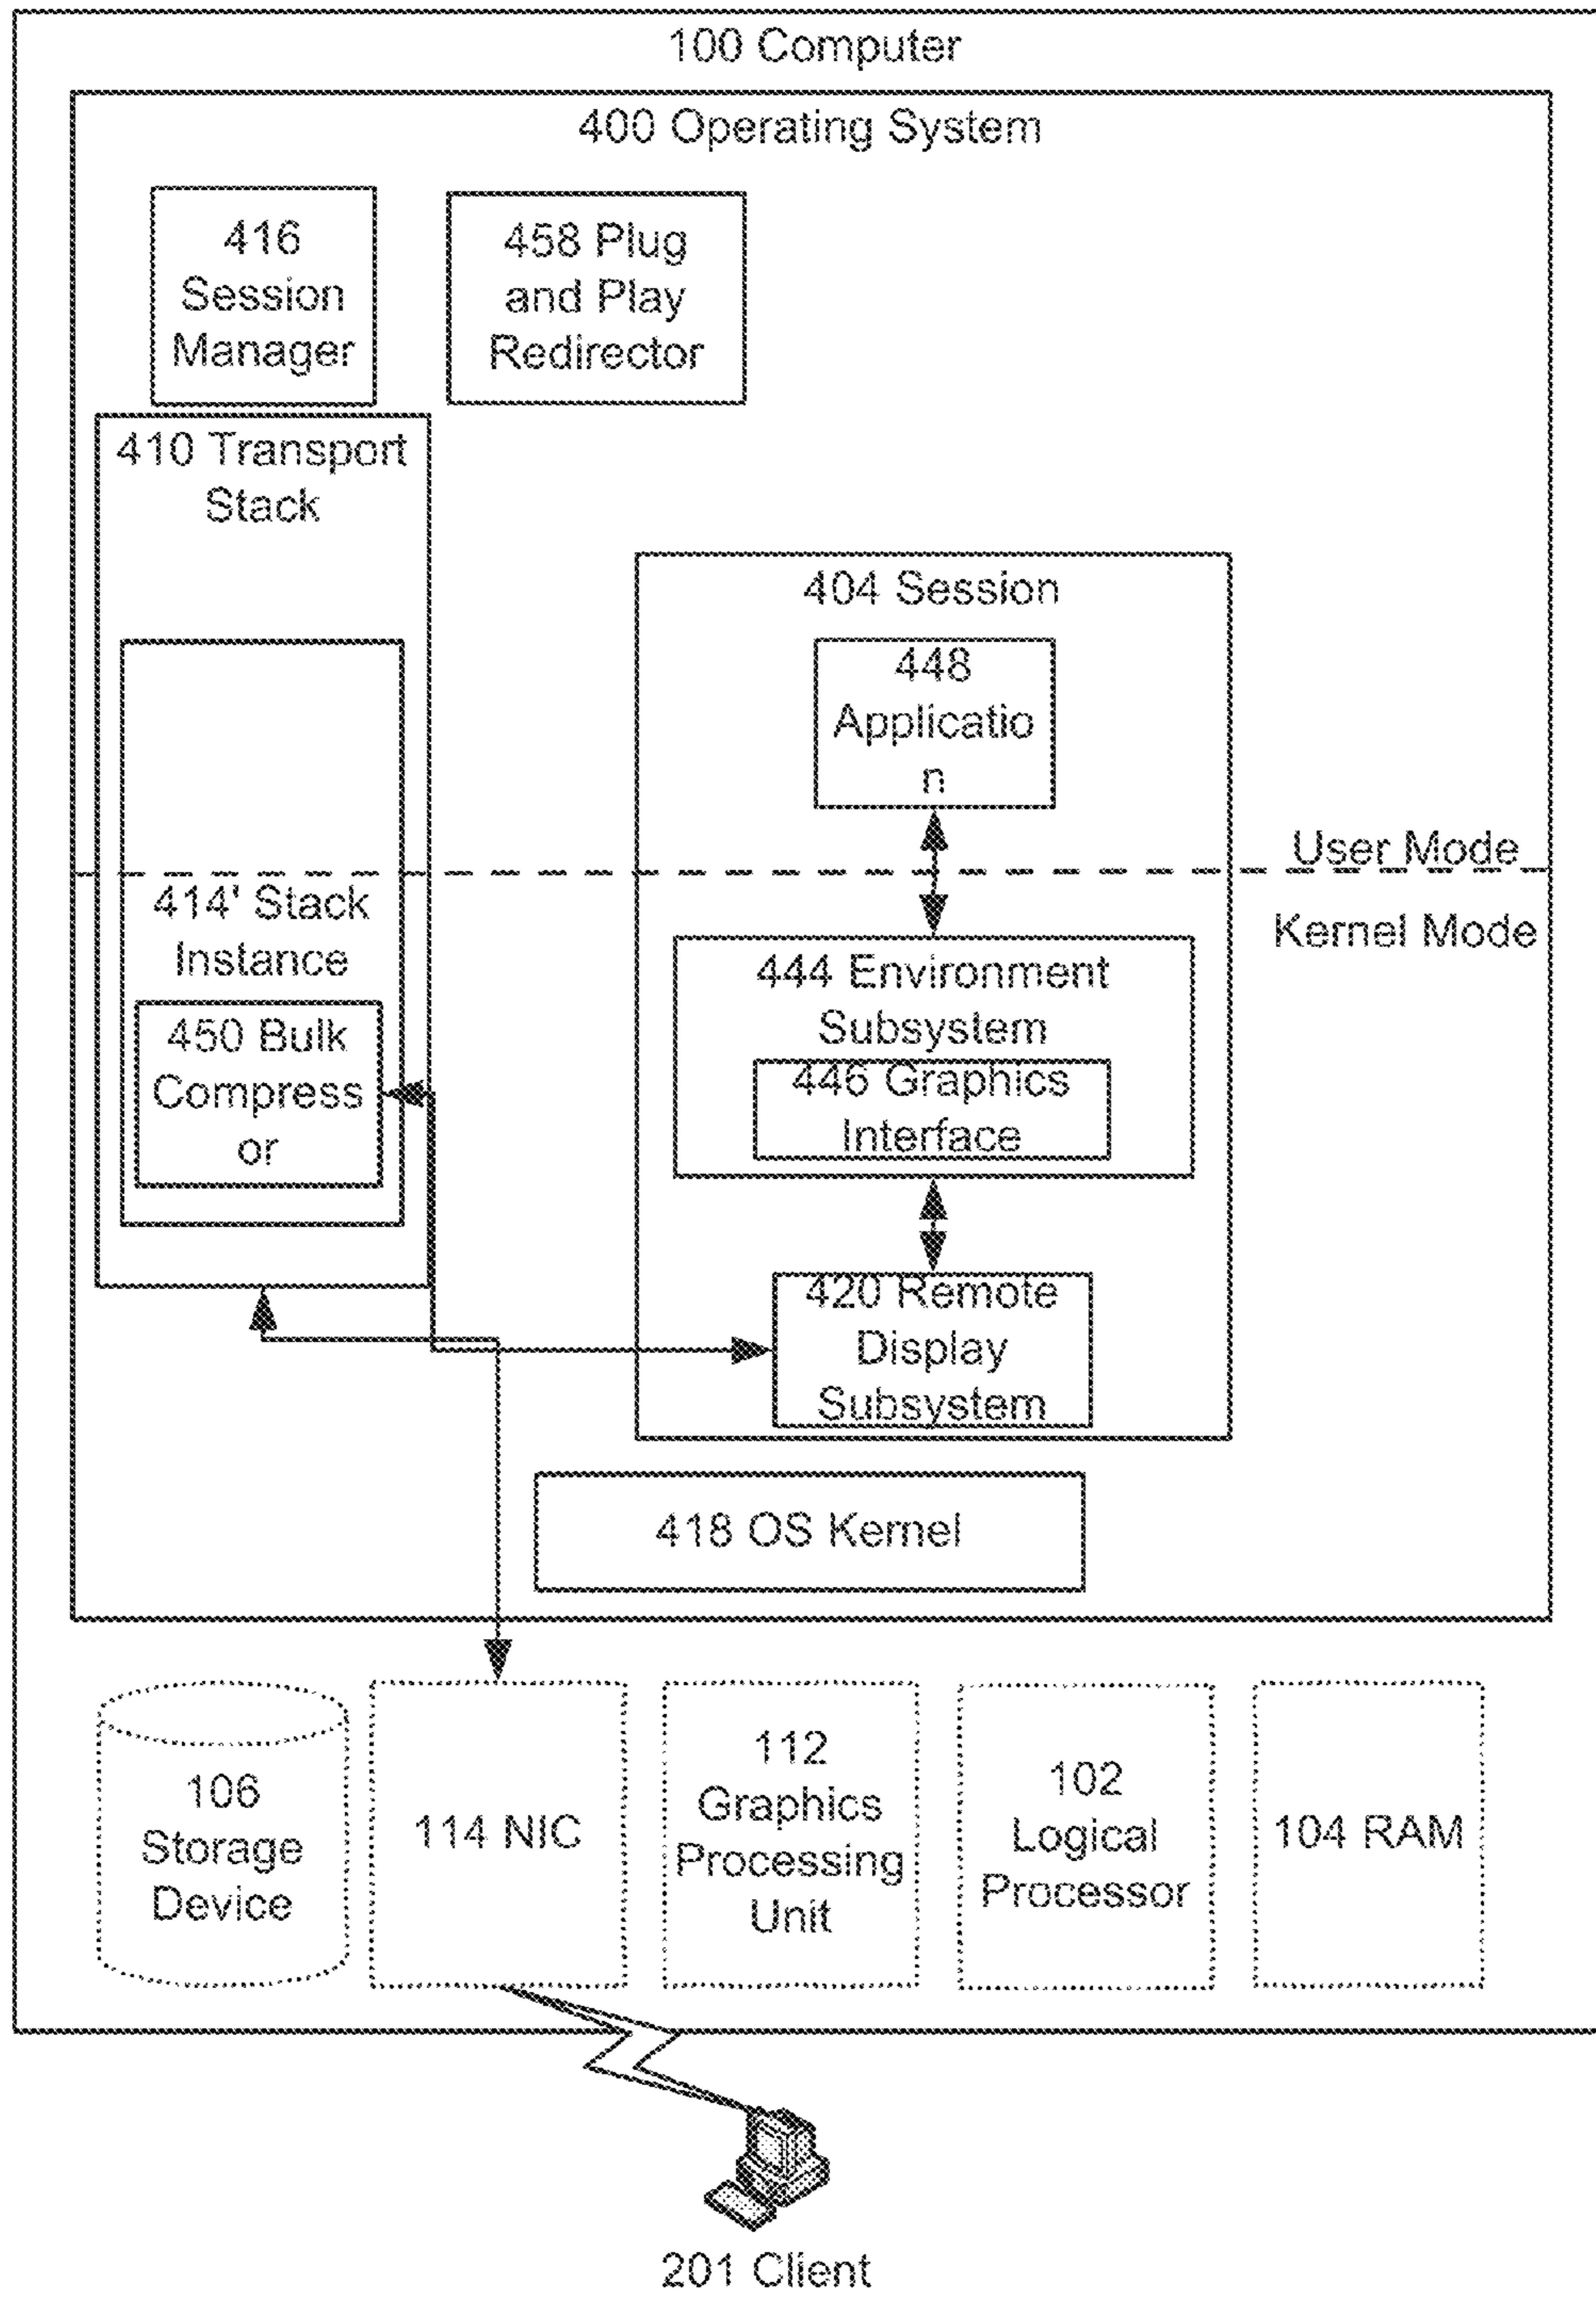 100 Computer
400 Operating System
416
Session
Manager
458 Plug
and Play
Redirector
410 Transport
Stack
404 Session
448
Applicatio
n
User Mode
Kernel Mode
414' Stack
Instance
450 Bulk
Compress
or
444 Environment
Subsystem
446 Graphics
Interface
420 Remote
Display
Subsystem
418 OS Kernel
106
Storage
Device
114 NIC
112
Graphics
Processing
Unit
102
Logical
Processor
104 RAM
201 Client